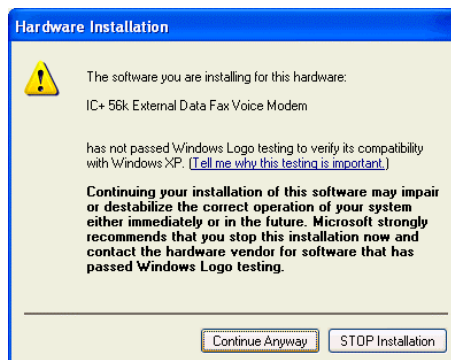 Hardware Installation
The software you are installing for this hardware:
IC+ 56k External Data Fax Voice Modem
has not passed Windows Logo testing to verify its compatibility
with Windows XP. (Tell me why this testing is important.)
Continuing your installation of this software may impair
or destabilize the correct operation of your system
either immediately or in the future. Microsoft strongly
recommends that you stop this installation now and
contact the hardware vendor for software that has
passed Windows Logo testing.
Continue Anyway STOP Installation